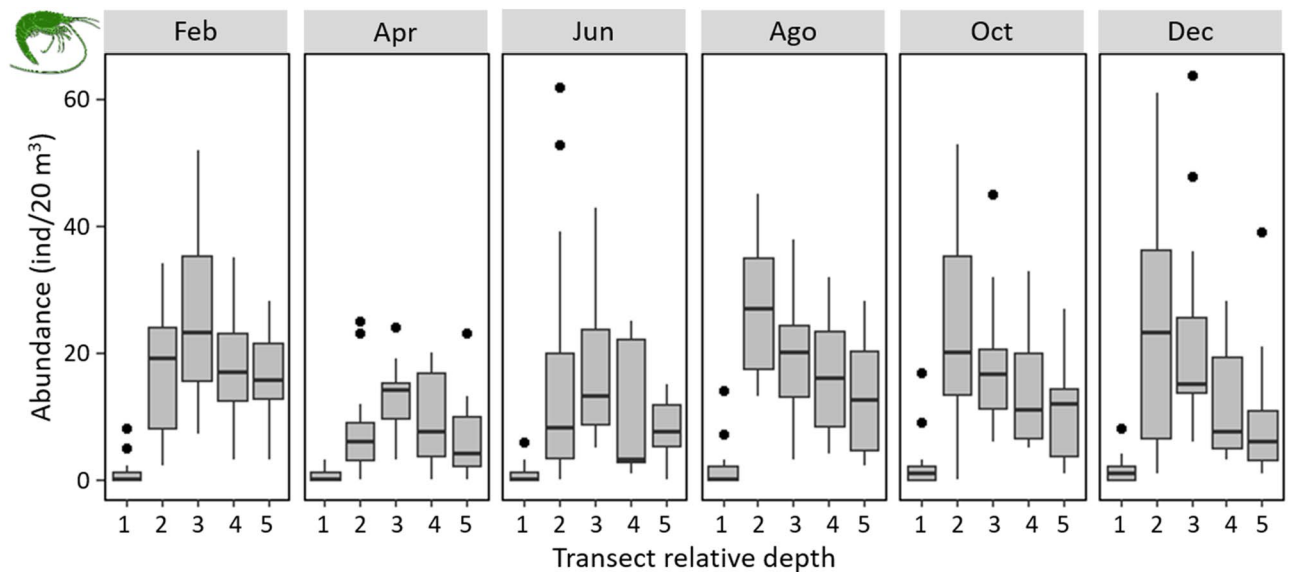 Feb Apr Jun Ago Oct Dec
Abundance (ind/20 m³)
60
40
20
0
1 2 3 4 5 1 2 3 4 5 1 2 3 4 5 1 2 3 4 5 1 2 3 4 5 1 2 3 4 5
Transect relative depth